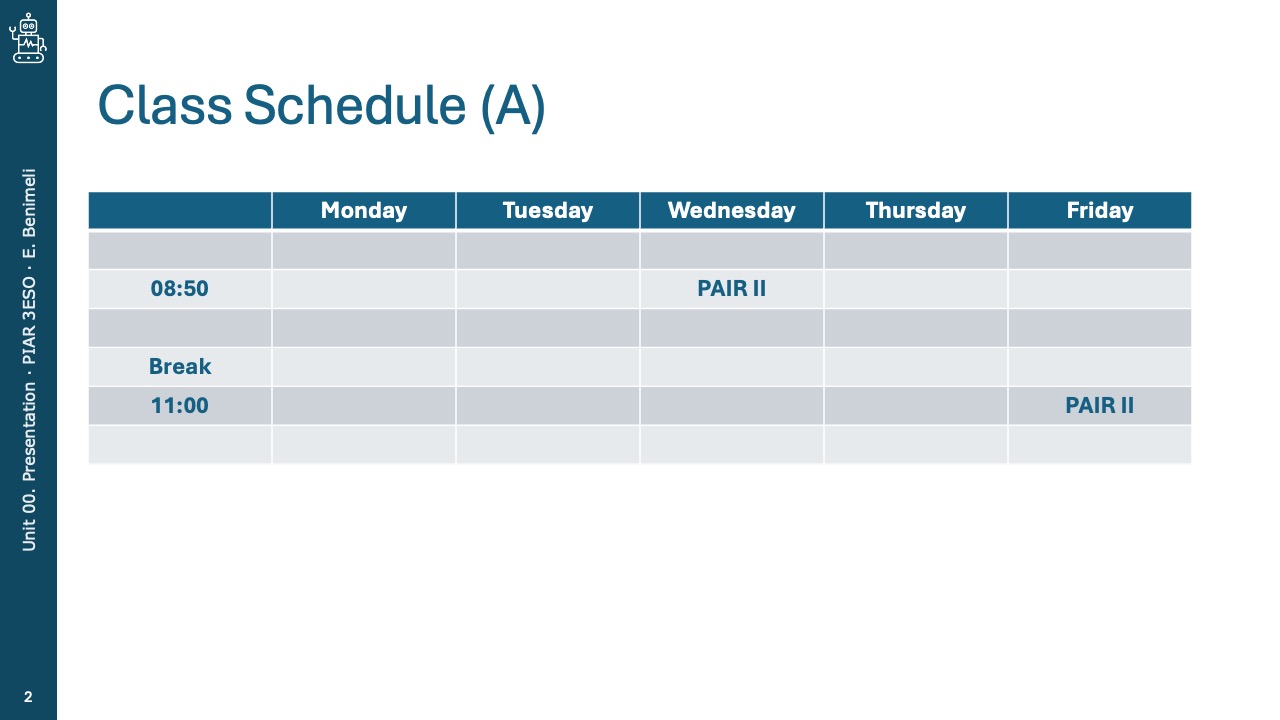 Class Schedule (A)
Monday Tuesday Wednesday Thursday Friday
08:50 PAIR II
Break
11:00 PAIR II
Unit 00. Presentation · PIAR 3ESO · E. Benimeli
2